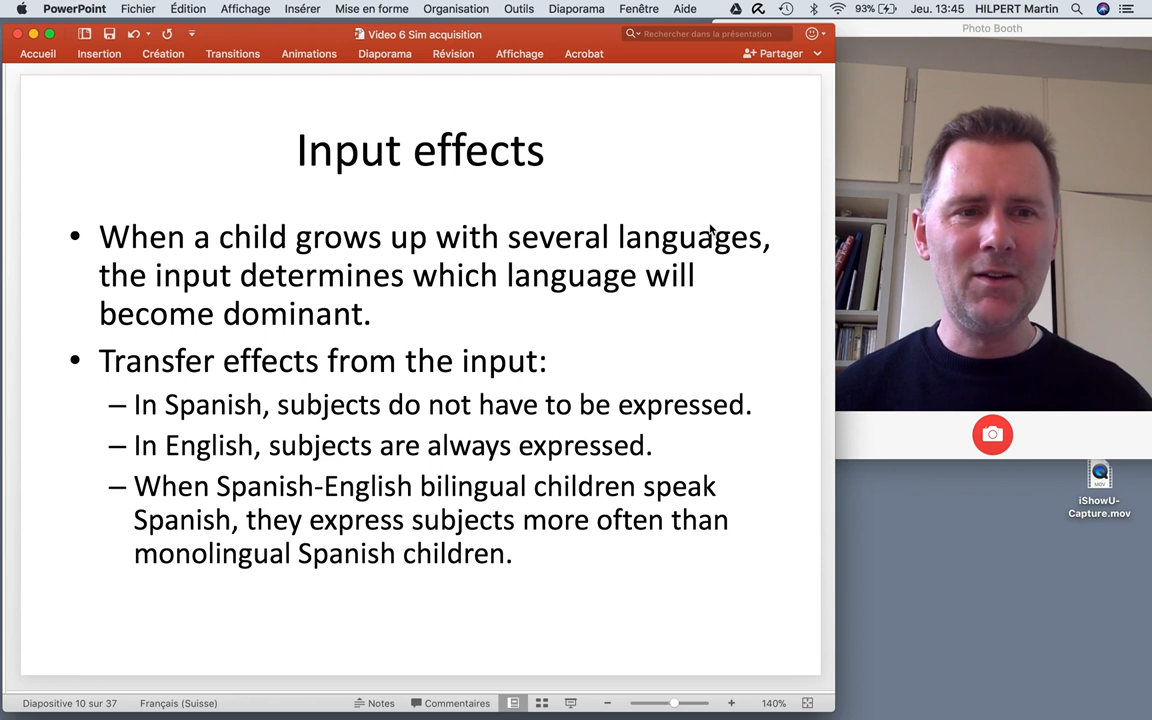 PowerPoint Fichier Édition Affichage Insérer Mise en forme Organisation Outils Diaporama Fenêtre Aide 93% Jeu. 13:45 HILPERT Martin
Photo Booth
Video 6 Sim acquisition
Rechercher dans la présentation
Accueil Insertion Création Transitions Animations Diaporama Révision Affichage Acrobat Partager
Input effects
• When a child grows up with several languages,
the input determines which language will
become dominant.
• Transfer effects from the input:
– In Spanish, subjects do not have to be expressed.
– In English, subjects are always expressed.
– When Spanish-English bilingual children speak
Spanish, they express subjects more often than
monolingual Spanish children.
MOV
iShowU-
Capture.mov
Diapositive 10 sur 37 Français (Suisse) Notes Commentaires 140%